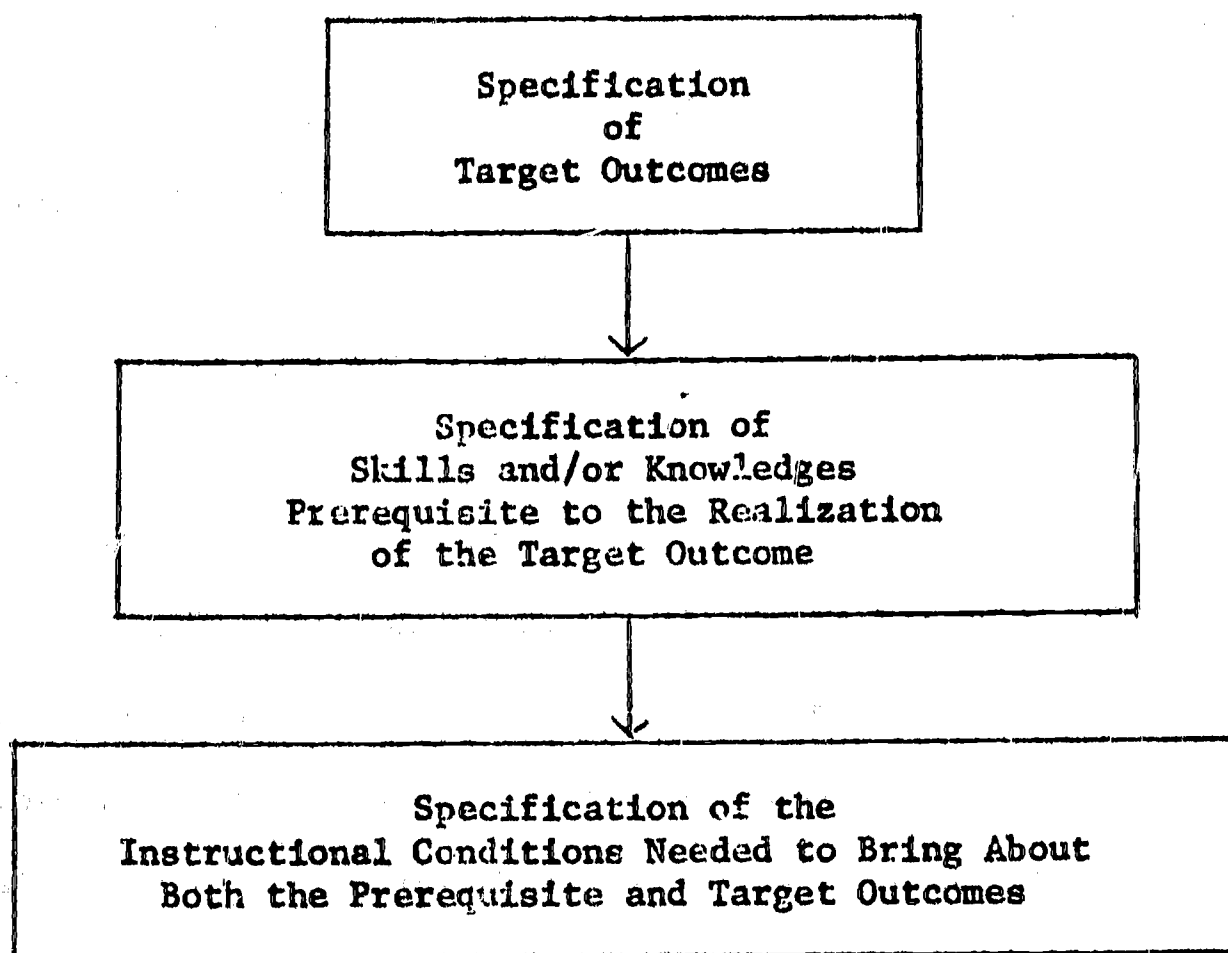 Specification
of
Target Outcomes
Specification of
Skills and/or Knowledges
Prerequisite to the Realization
of the Target Outcome
Specification of the
Instructional Conditions Needed to Bring About
Both the Prerequisite and Target Outcomes